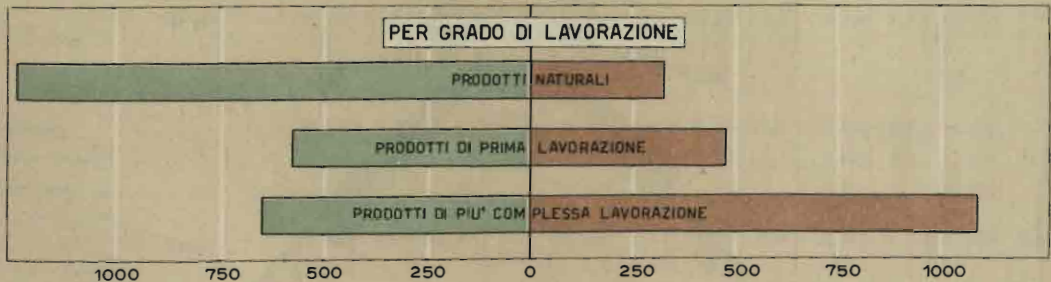 PER GRADO DI LAVORAZIONE
PRODOTTI NATURALI
PRODOTTI DI PRIMA LAVORAZIONE
PRODOTTI DI PIU' COMPLESSA LAVORAZIONE
1000 750 500 250 0 250 500 750 1000